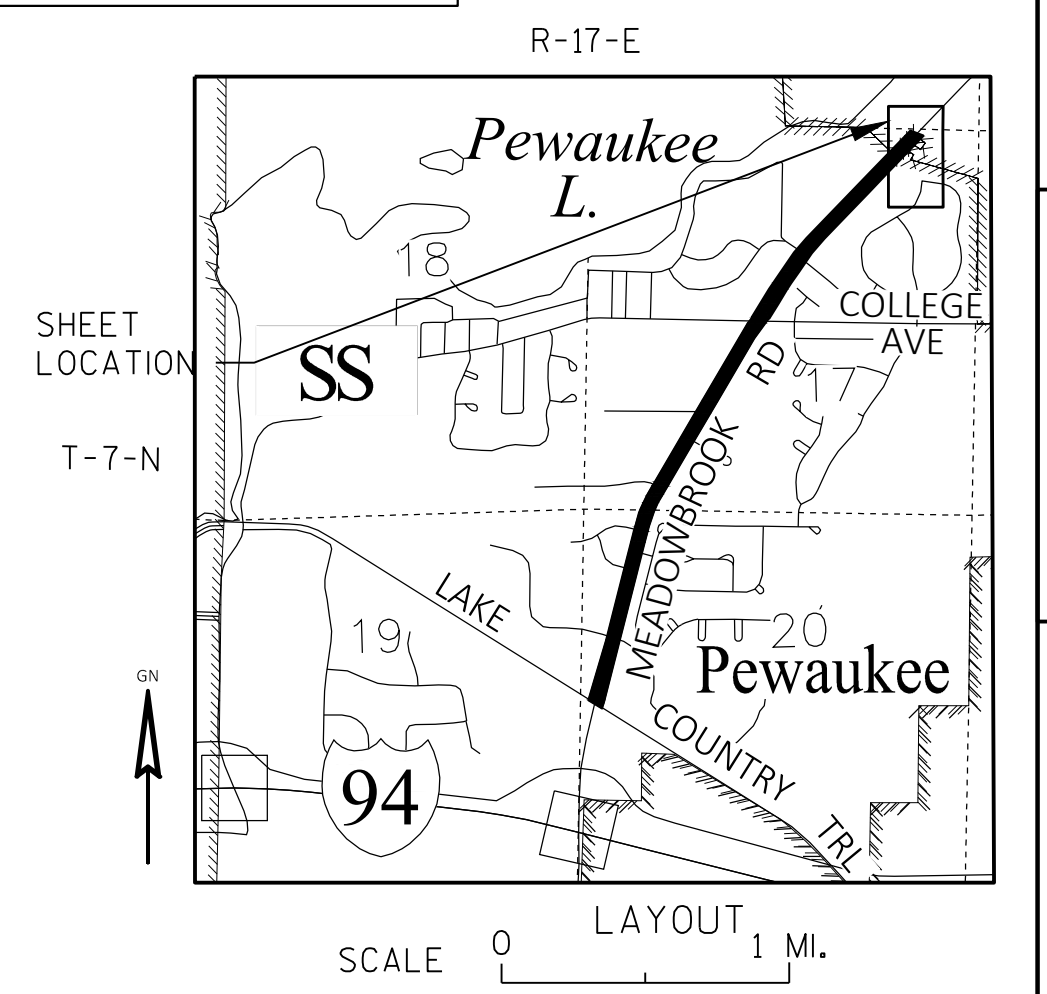 R-17-E
Pewaukee
L.
18
SHEET
LOCATION
SS
COLLEGE
AVE
RD
T-7-N
MEADOWBROOK
LAKE
19
20
Pewaukee
GN
COUNTRY
94
TRL
LAYOUT
SCALE
0
1 MI.